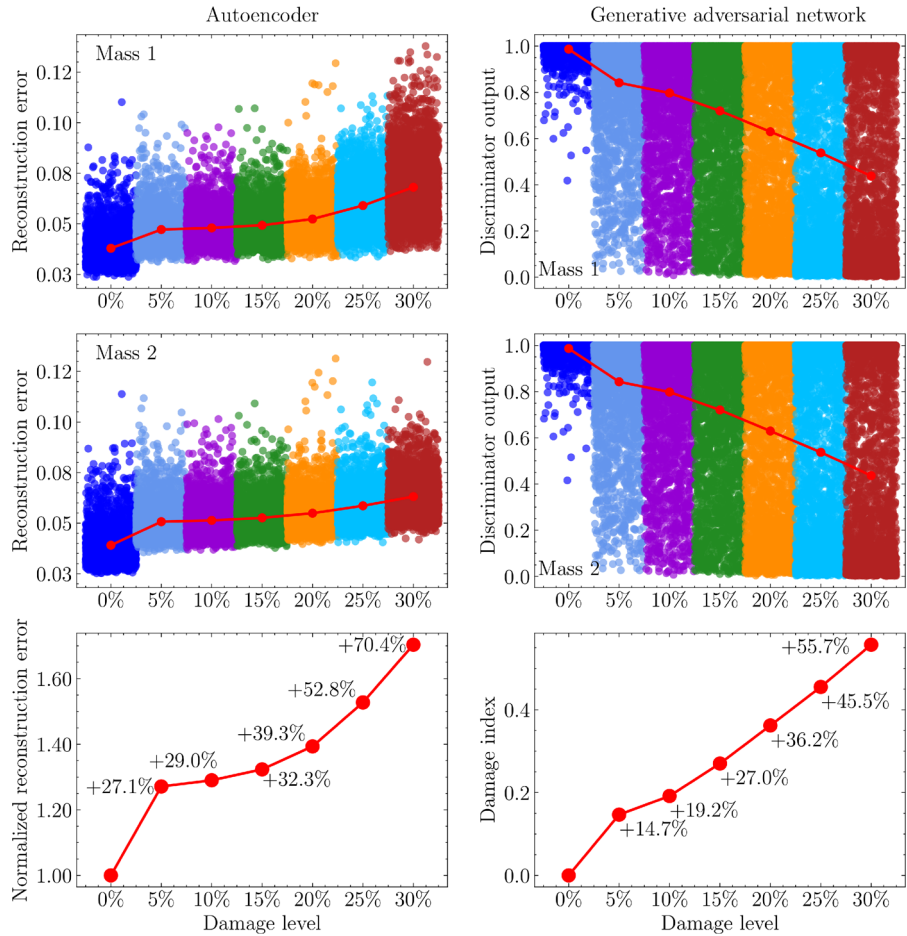 Autoencoder
Generative adversarial network
Reconstruction error
0.12
0.10
0.08
0.05
0.03
Mass 1
0% 5% 10% 15% 20% 25% 30%
Discriminator output
1.0
0.8
0.6
0.4
0.2
0.0
Mass 1
0% 5% 10% 15% 20% 25% 30%
Reconstruction error
0.12
0.10
0.08
0.05
0.03
Mass 2
0% 5% 10% 15% 20% 25% 30%
Discriminator output
1.0
0.8
0.6
0.4
0.2
0.0
Mass 2
0% 5% 10% 15% 20% 25% 30%
Normalized reconstruction error
1.60
1.40
1.20
1.00
+27.1%
+29.0%
+32.3%
+39.3%
+52.8%
+70.4%
0% 5% 10% 15% 20% 25% 30%
Damage level
Damage index
0.4
0.2
0.0
+14.7%
+19.2%
+27.0%
+36.2%
+45.5%
+55.7%
0% 5% 10% 15% 20% 25% 30%
Damage level